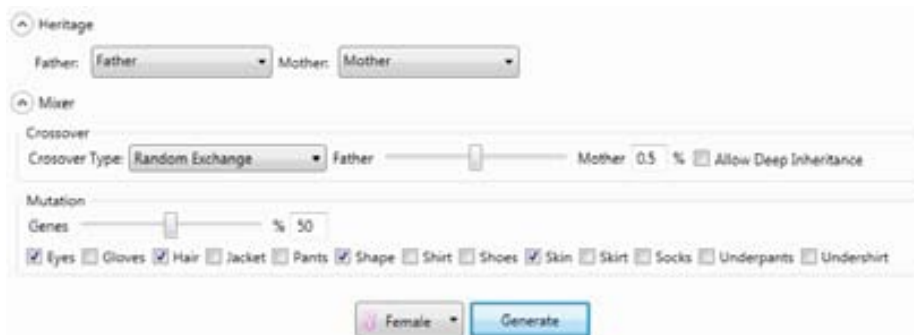 Heritage
Father: Father Mother: Mother
Mixer
Crossover
Crosover Type: Random Exchange Father Mother 0.5 % Allow Deep Inheritance
Mutation
Genes % 50
Eyes Gloves Hair Jacket Pants Shape Shirt Shoes Skin Skirt Socks Underpants Undershirt
Female Generate